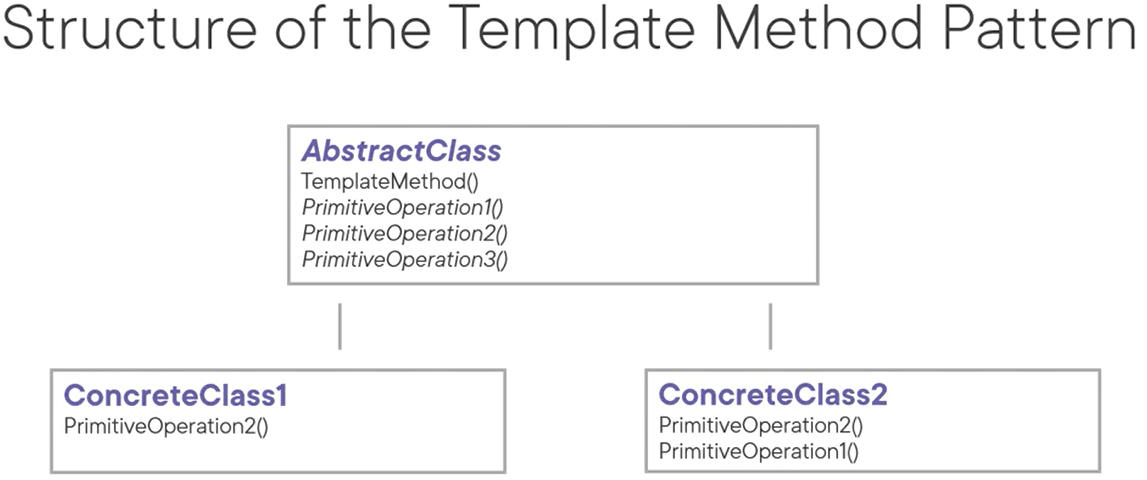 Structure of the Template Method Pattern
AbstractClass
TemplateMethod()
PrimitiveOperation1()
PrimitiveOperation2()
PrimitiveOperation3()
ConcreteClass1
PrimitiveOperation2()
ConcreteClass2
PrimitiveOperation2()
PrimitiveOperation1()